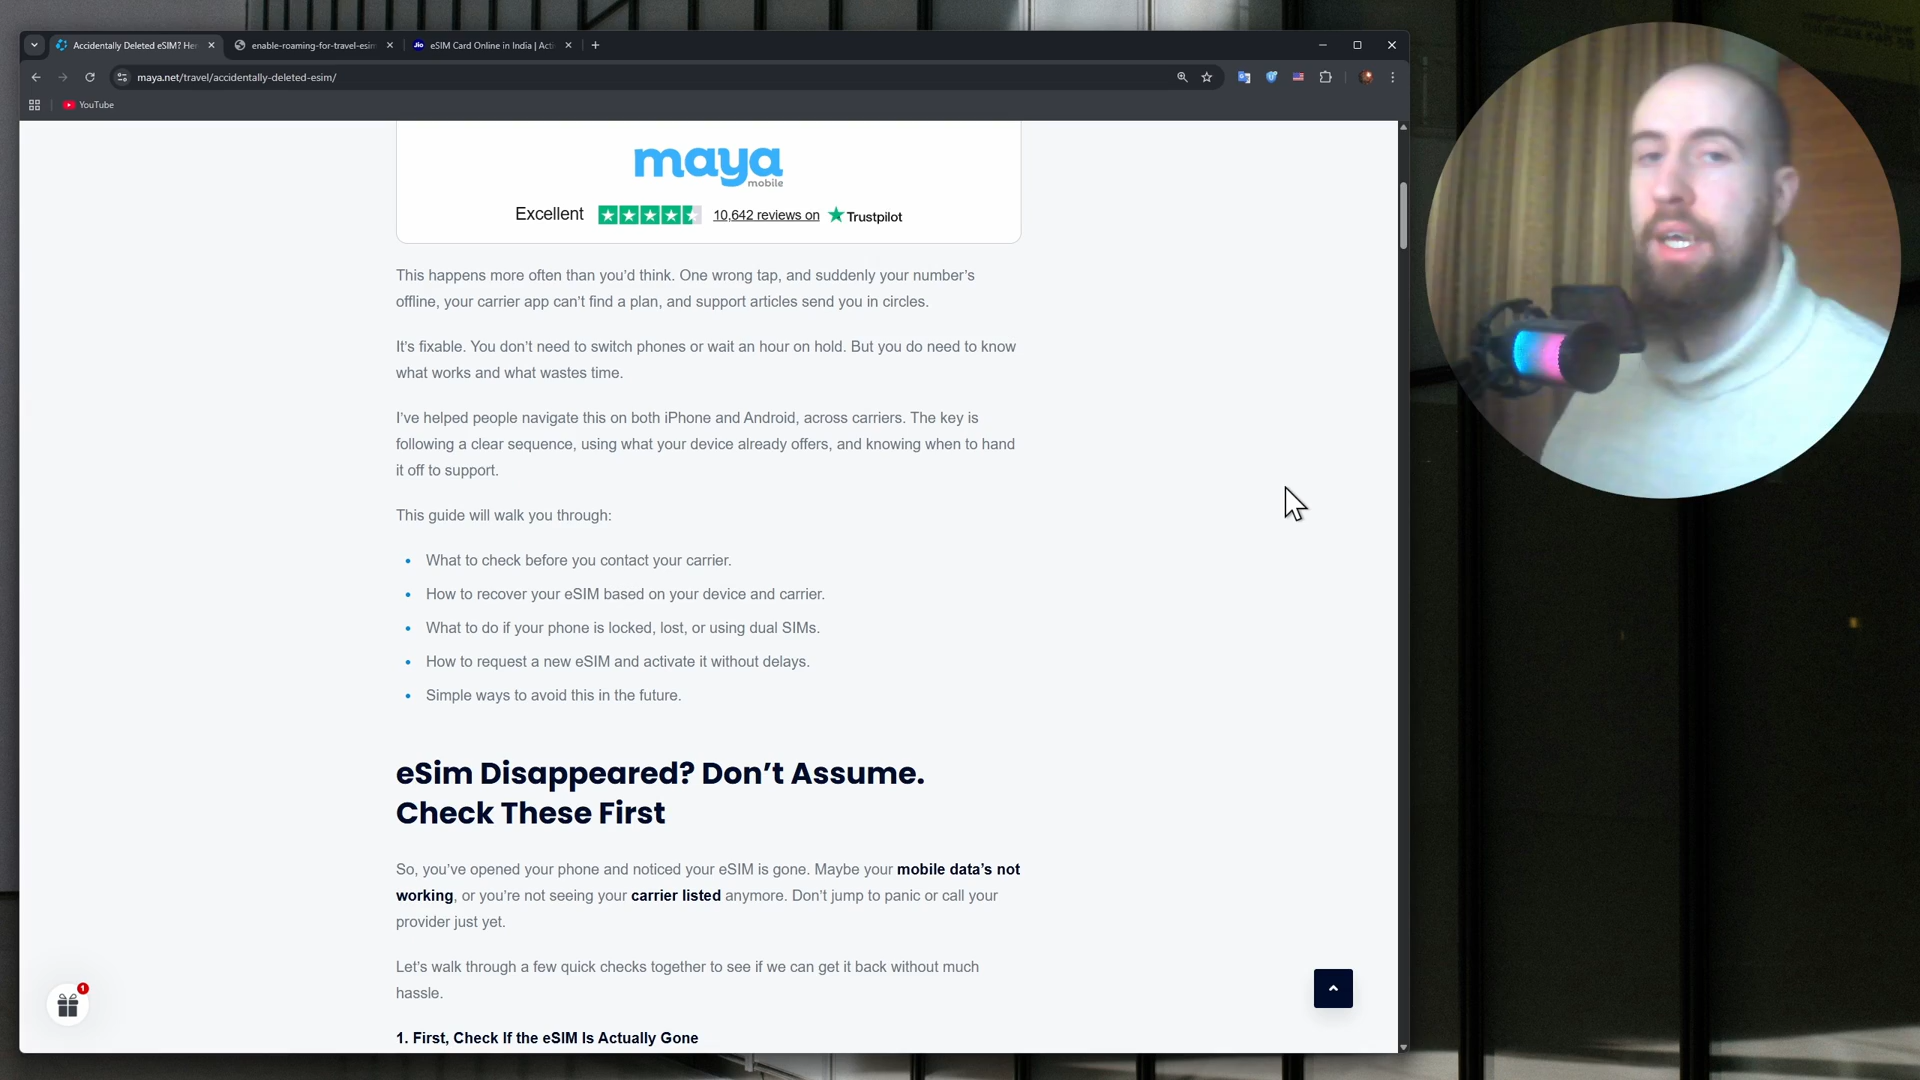 Accidentally Deleted eSIM? He
enable-roaming-for-travel-esim
Jio
eSIM Card Online in India | Act
maya.net/travel/accidentally-deleted-esim/
YouTube
maya
mobile
Excellent
10,642 reviews on
Trustpilot
This happens more often than you’d think. One wrong tap, and suddenly your number’s
offline, your carrier app can’t find a plan, and support articles send you in circles.
It’s fixable. You don’t need to switch phones or wait an hour on hold. But you do need to know
what works and what wastes time.
I’ve helped people navigate this on both iPhone and Android, across carriers. The key is
following a clear sequence, using what your device already offers, and knowing when to hand
it off to support.
This guide will walk you through:
What to check before you contact your carrier.
How to recover your eSIM based on your device and carrier.
What to do if your phone is locked, lost, or using dual SIMs.
How to request a new eSIM and activate it without delays.
Simple ways to avoid this in the future.
eSim Disappeared? Don’t Assume.
Check These First
So, you’ve opened your phone and noticed your eSIM is gone. Maybe your mobile data’s not
working, or you’re not seeing your carrier listed anymore. Don’t jump to panic or call your
provider just yet.
Let’s walk through a few quick checks together to see if we can get it back without much
hassle.
1
1. First, Check If the eSIM Is Actually Gone